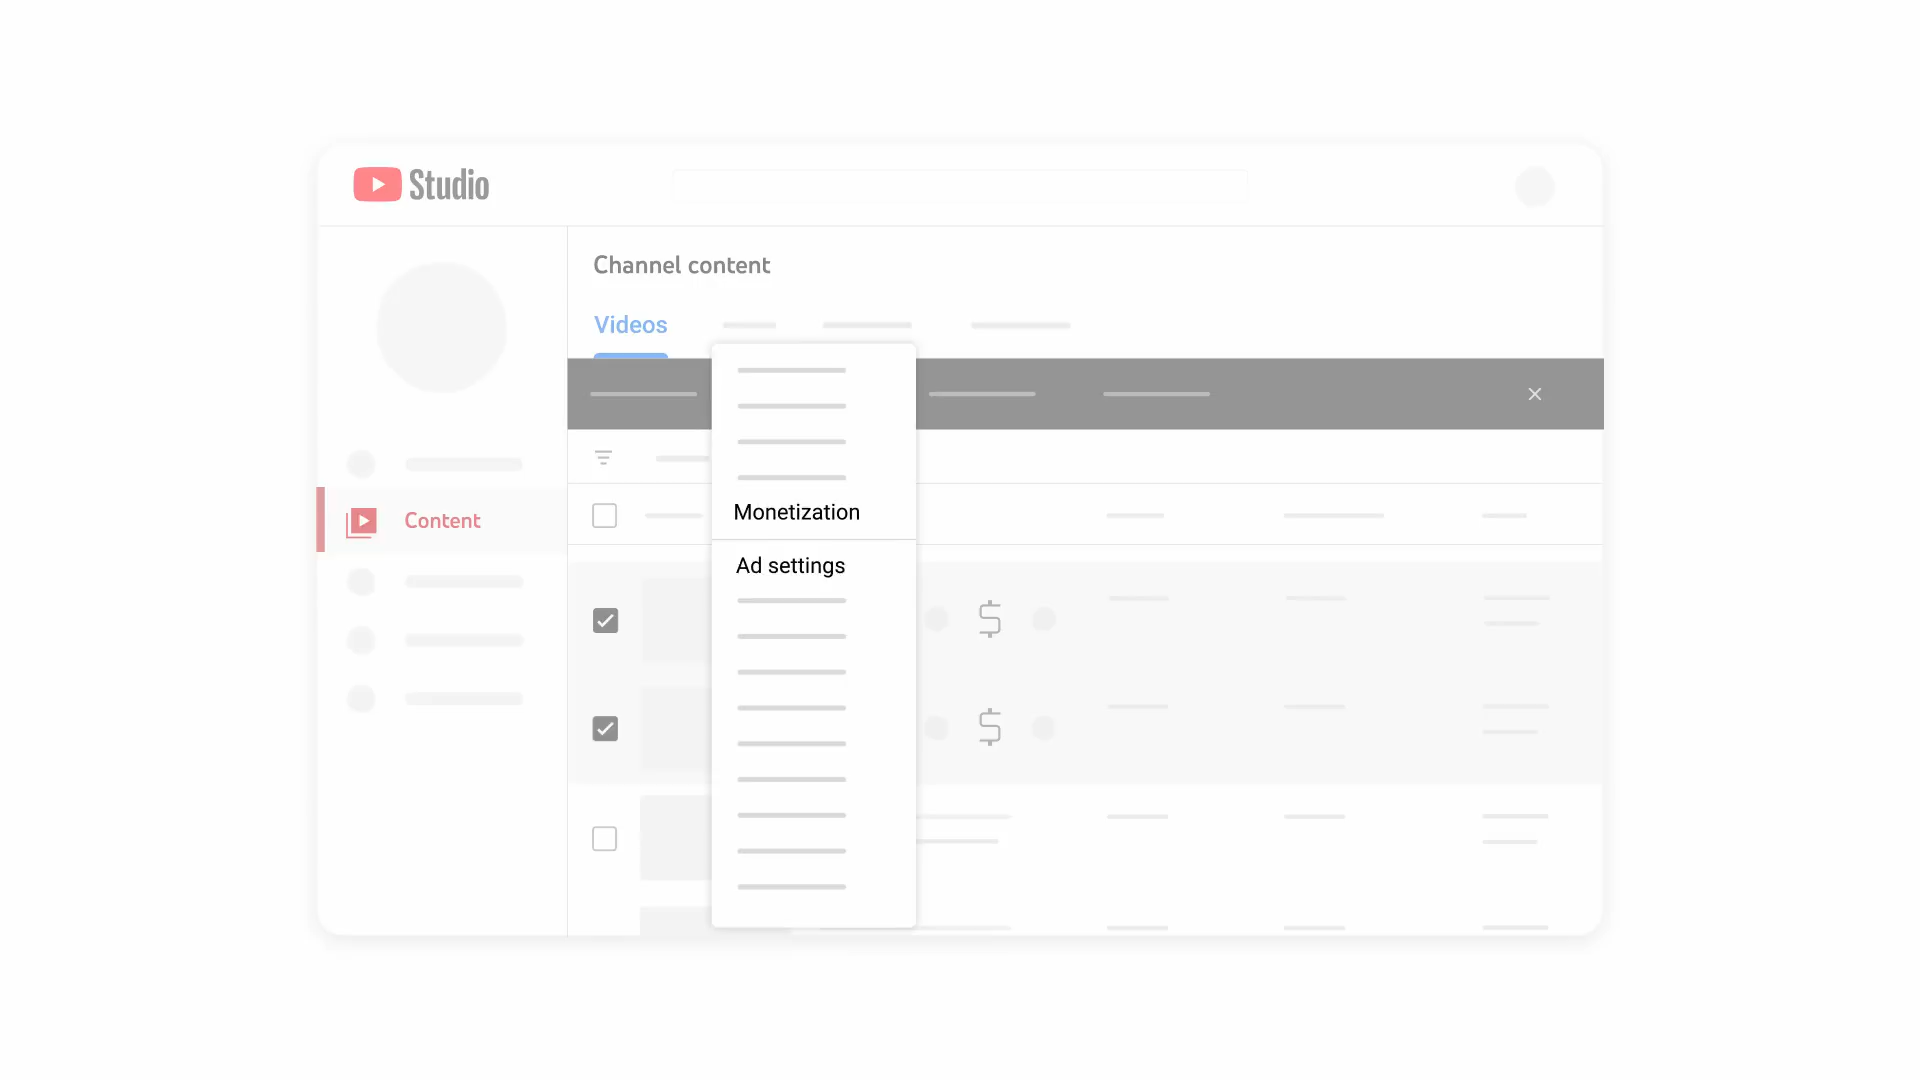 Studio
Channel content
Videos
Content
Monetization
Ad settings